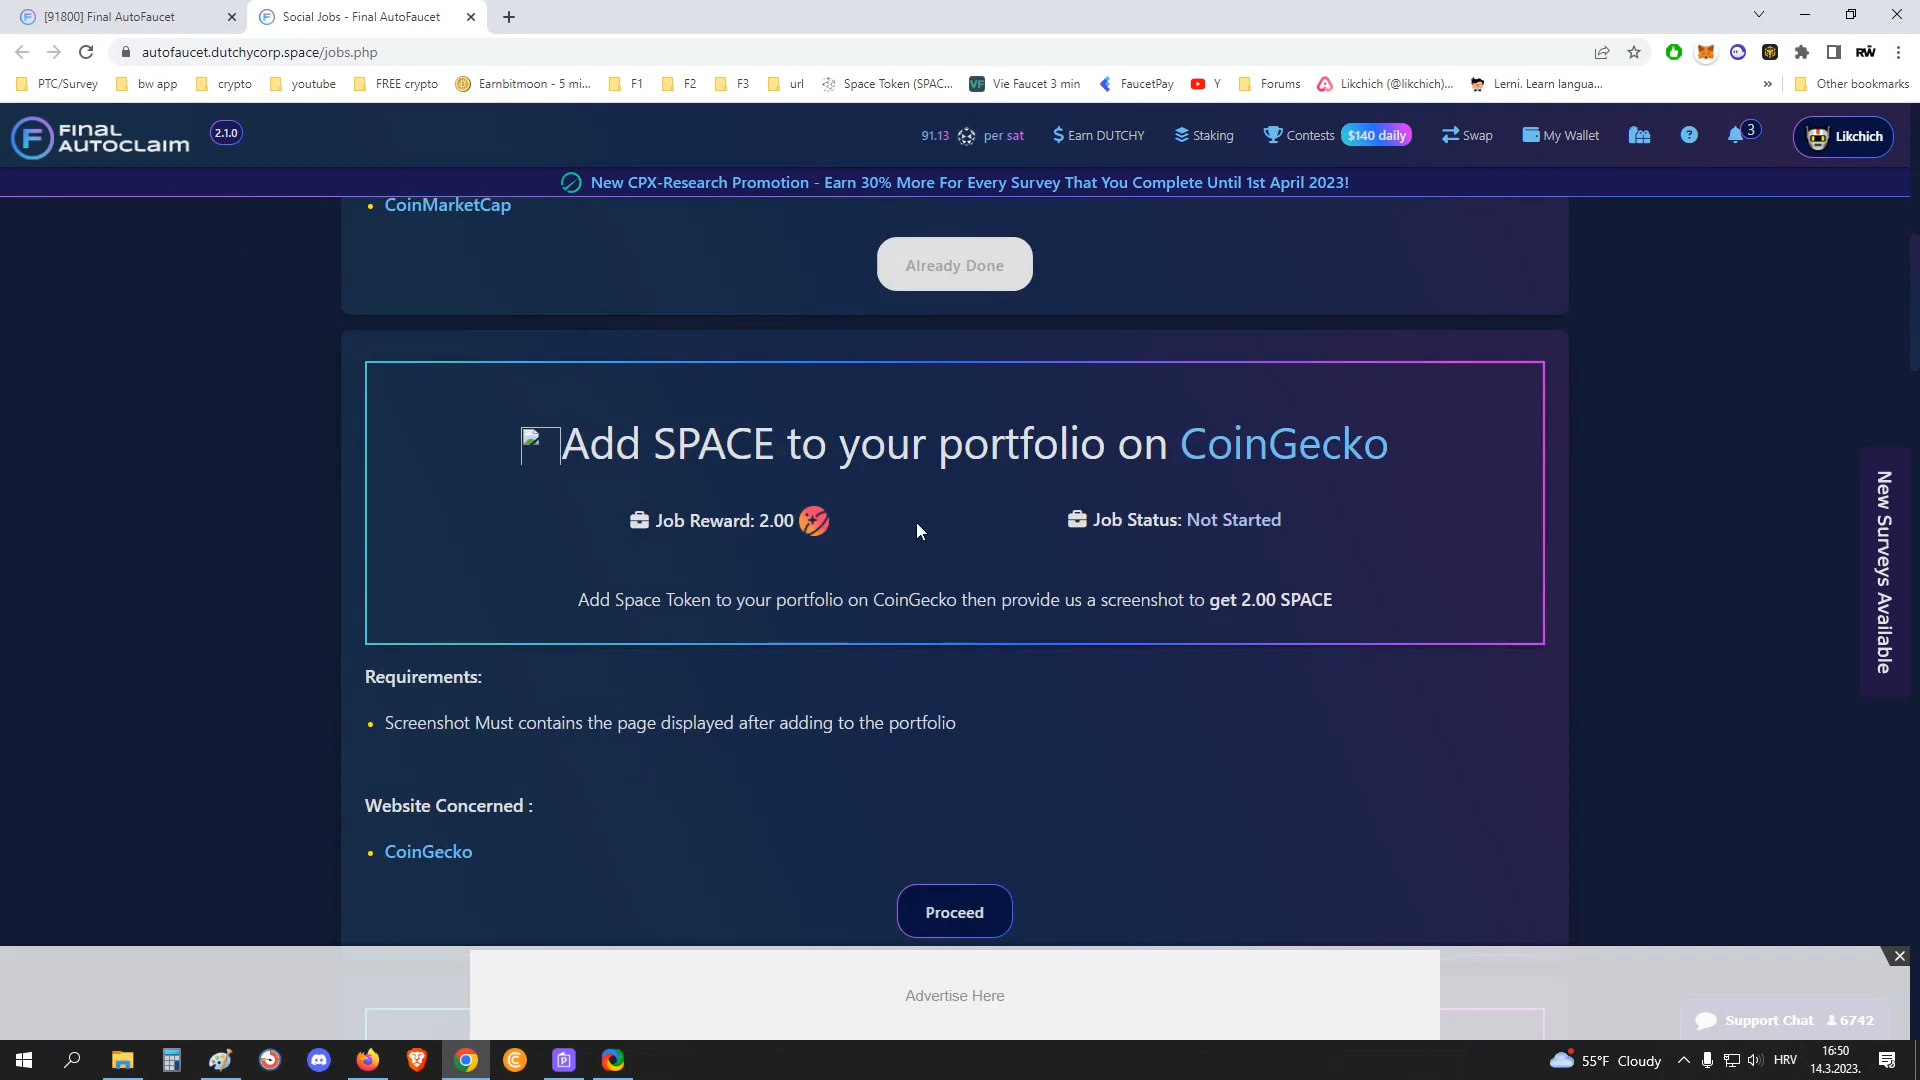 [91800] Final AutoFaucet
Social Jobs - Final AutoFaucet
autofaucet.dutchycorp.space/jobs.php
PTC/Survey
bw app
crypto
youtube
FREE crypto
Earnbitmoon - 5 mi...
F1
F2
F3
url
Space Token (SPAC...
Vie Faucet 3 min
FaucetPay
Y
Forums
Likchich (@likchich)...
Lerni. Learn langua...
»
Other bookmarks
FINAL
AUTOCLAIM
2.1.0
91.13 per sat
Earn DUTCHY
Staking
Contests $140 daily
Swap
My Wallet
3
Likchich
New CPX-Research Promotion - Earn 30% More For Every Survey That You Complete Until 1st April 2023!
CoinMarketCap
Already Done
Add SPACE to your portfolio on CoinGecko
Job Reward: 2.00
Job Status: Not Started
Add Space Token to your portfolio on CoinGecko then provide us a screenshot to get 2.00 SPACE
Requirements:
Screenshot Must contains the page displayed after adding to the portfolio
Website Concerned :
CoinGecko
Proceed
New Surveys Available
Advertise Here
Support Chat 6742
55°F Cloudy
HRV
16:50
14.3.2023.